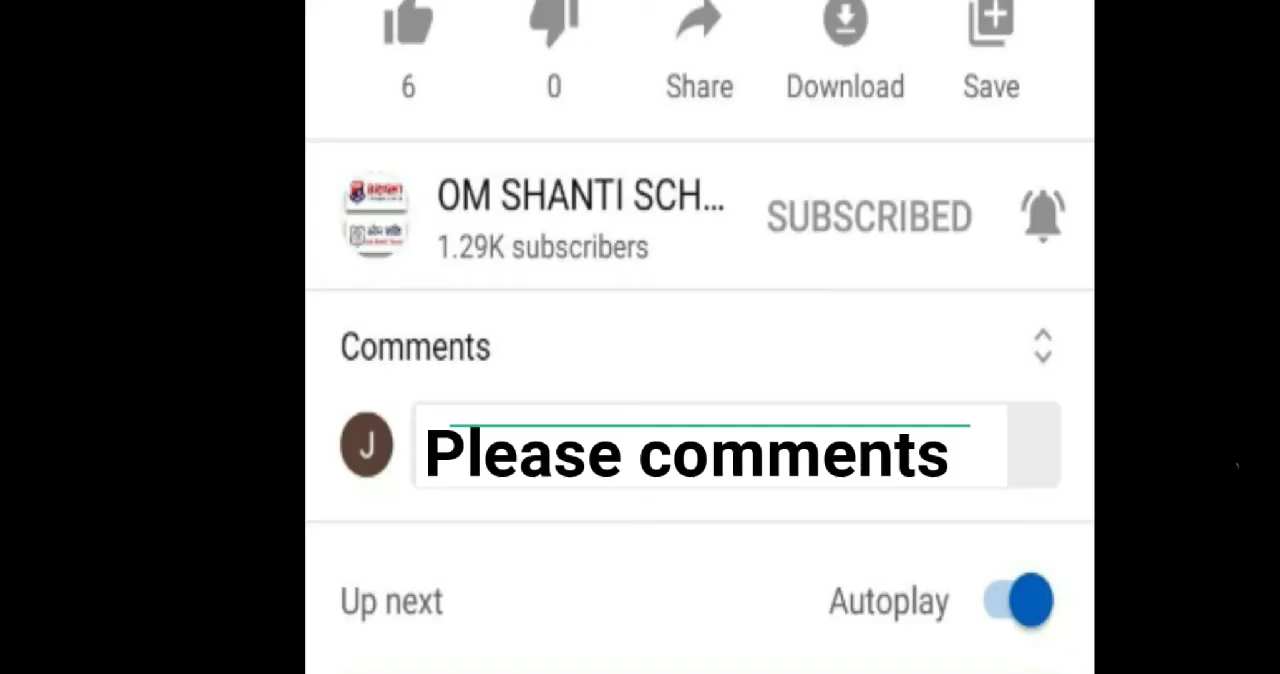 6
0
Share
Download
Save
OM SHANTI SCH...
SUBSCRIBED
1.29K subscribers
Comments
J
Please comments
Up next
Autoplay